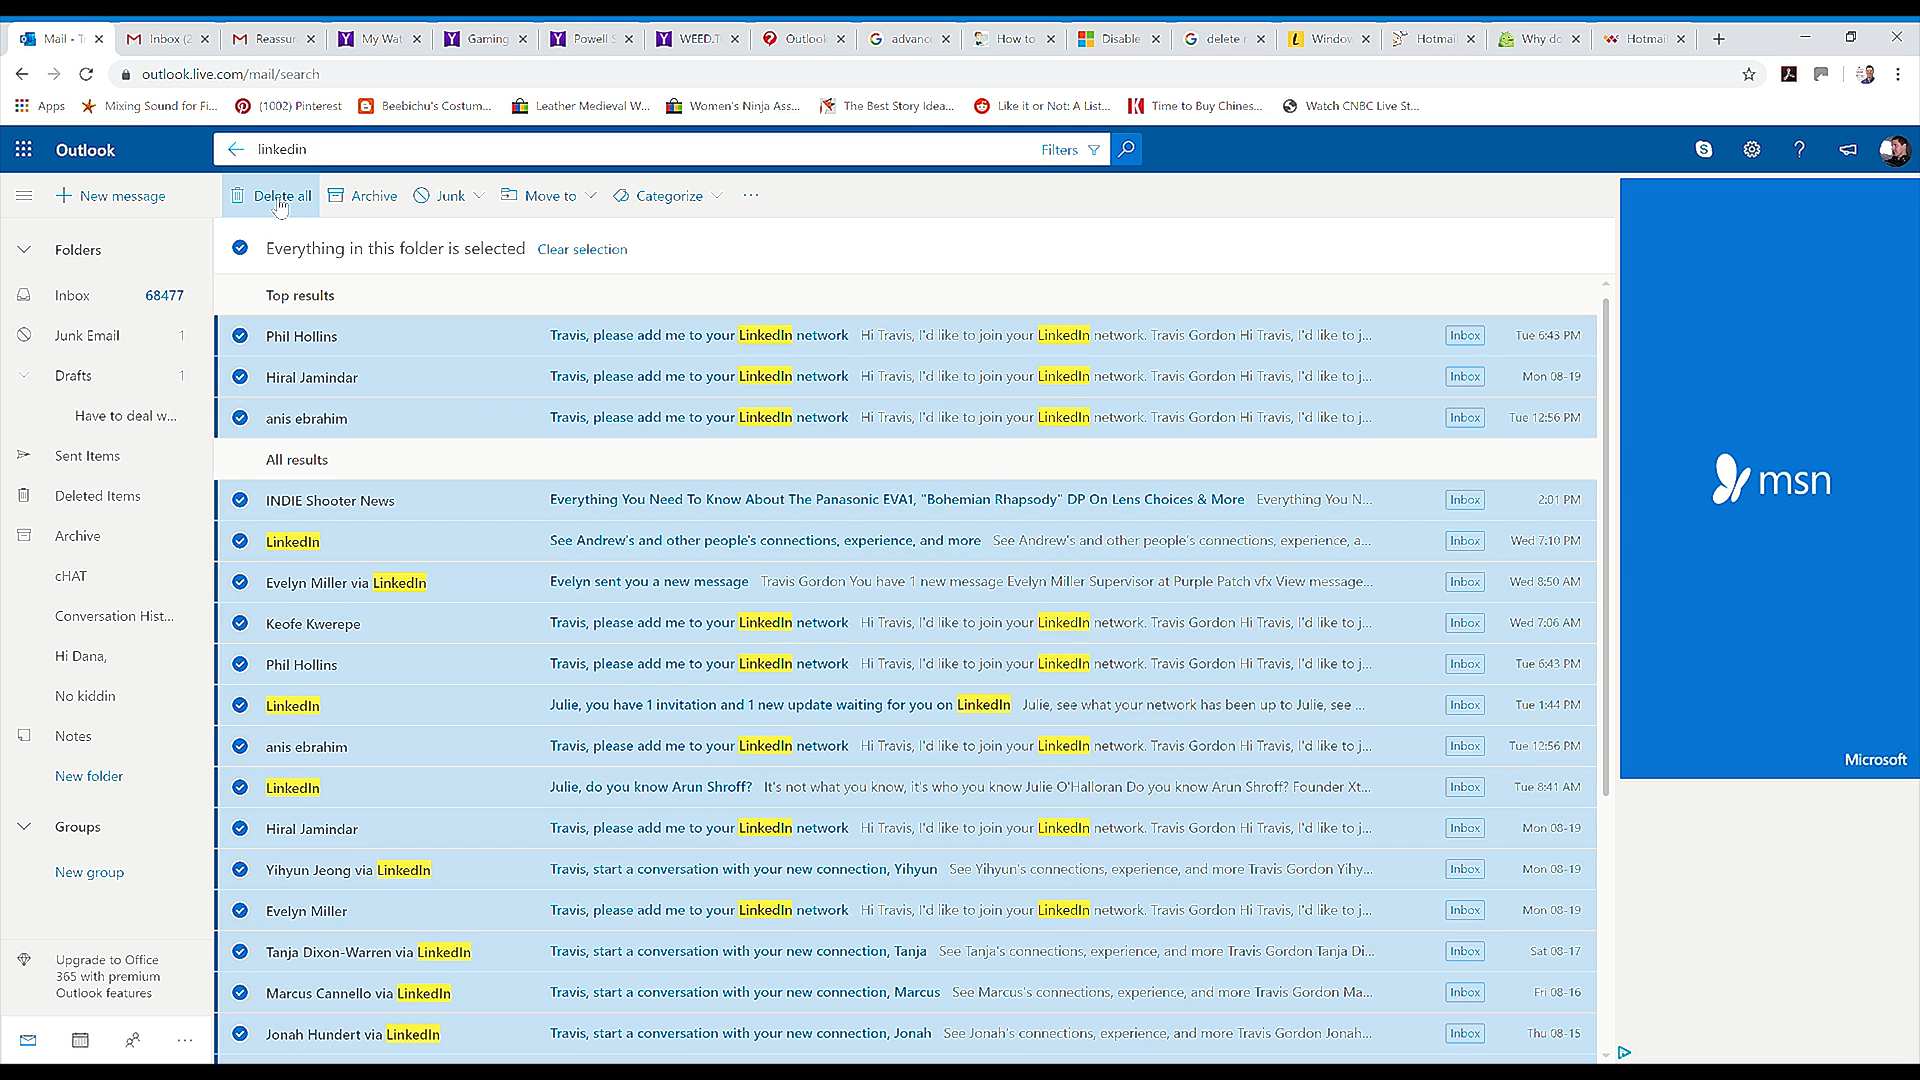 Mail - T
Inbox (2
Reassur
My Wat
Gaming
Powell S
WEED.T
Outlook
advance
How to
Disable
delete r
Window
Hotmail
Why do
Hotmail
outlook.live.com/mail/search
Apps
Mixing Sound for Fi...
(1002) Pinterest
Beebichu's Costum...
Leather Medieval W...
Women's Ninja Ass...
The Best Story Idea...
Like it or Not: A List...
Time to Buy Chines...
Watch CNBC Live St...
Outlook
linkedin
Filters
New message
Delete all
Archive
Junk
Move to
Categorize
Folders
Everything in this folder is selected Clear selection
Inbox 68477
Junk Email 1
Drafts 1
Have to deal w...
Sent Items
Deleted Items
Archive
cHAT
Conversation Hist...
Hi Dana,
No kiddin
Notes
New folder
Groups
New group
Upgrade to Office
365 with premium
Outlook features
Top results
Phil Hollins Travis, please add me to your LinkedIn network Hi Travis, I'd like to join your LinkedIn network. Travis Gordon Hi Travis, I'd like to j... Inbox Tue 6:43 PM
Hiral Jamindar Travis, please add me to your LinkedIn network Hi Travis, I'd like to join your LinkedIn network. Travis Gordon Hi Travis, I'd like to j... Inbox Mon 08-19
anis ebrahim Travis, please add me to your LinkedIn network Hi Travis, I'd like to join your LinkedIn network. Travis Gordon Hi Travis, I'd like to j... Inbox Tue 12:56 PM
All results
INDIE Shooter News Everything You Need To Know About The Panasonic EVA1, "Bohemian Rhapsody" DP On Lens Choices & More Everything You N... Inbox 2:01 PM
LinkedIn See Andrew's and other people's connections, experience, and more See Andrew's and other people's connections, experience, a... Inbox Wed 7:10 PM
Evelyn Miller via LinkedIn Evelyn sent you a new message Travis Gordon You have 1 new message Evelyn Miller Supervisor at Purple Patch vfx View message... Inbox Wed 8:50 AM
Keofe Kwerepe Travis, please add me to your LinkedIn network Hi Travis, I'd like to join your LinkedIn network. Travis Gordon Hi Travis, I'd like to j... Inbox Wed 7:06 AM
Phil Hollins Travis, please add me to your LinkedIn network Hi Travis, I'd like to join your LinkedIn network. Travis Gordon Hi Travis, I'd like to j... Inbox Tue 6:43 PM
LinkedIn Julie, you have 1 invitation and 1 new update waiting for you on LinkedIn Julie, see what your network has been up to Julie, see ... Inbox Tue 1:44 PM
anis ebrahim Travis, please add me to your LinkedIn network Hi Travis, I'd like to join your LinkedIn network. Travis Gordon Hi Travis, I'd like to j... Inbox Tue 12:56 PM
LinkedIn Julie, do you know Arun Shroff? It's not what you know, it's who you know Julie O'Halloran Do you know Arun Shroff? Founder Xt... Inbox Tue 8:41 AM
Hiral Jamindar Travis, please add me to your LinkedIn network Hi Travis, I'd like to join your LinkedIn network. Travis Gordon Hi Travis, I'd like to j... Inbox Mon 08-19
Yihyun Jeong via LinkedIn Travis, start a conversation with your new connection, Yihyun See Yihyun's connections, experience, and more Travis Gordon Yihy... Inbox Mon 08-19
Evelyn Miller Travis, please add me to your LinkedIn network Hi Travis, I'd like to join your LinkedIn network. Travis Gordon Hi Travis, I'd like to j... Inbox Mon 08-19
Tanja Dixon-Warren via LinkedIn Travis, start a conversation with your new connection, Tanja See Tanja's connections, experience, and more Travis Gordon Tanja Di... Inbox Sat 08-17
Marcus Cannello via LinkedIn Travis, start a conversation with your new connection, Marcus See Marcus's connections, experience, and more Travis Gordon Ma... Inbox Fri 08-16
Jonah Hundert via LinkedIn Travis, start a conversation with your new connection, Jonah See Jonah's connections, experience, and more Travis Gordon Jonah... Inbox Thu 08-15
msn
Microsoft